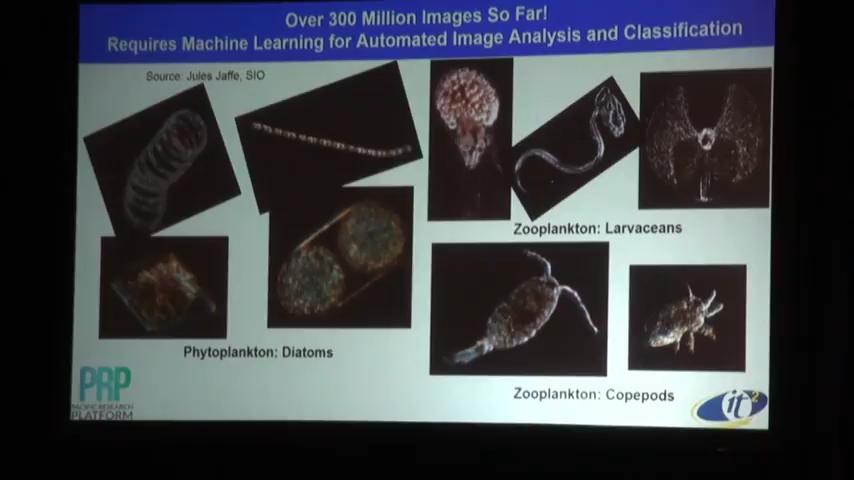 Over 300 Million Images So Far!
Requires Machine Learning for Automated Image Analysis and Classification
Source: Jules Jaffe, SIO
Zooplankton: Larvaceans
Phytoplankton: Diatoms
Zooplankton: Copepods
PRP
PACIFIC RESEARCH
PLATFORM
it2